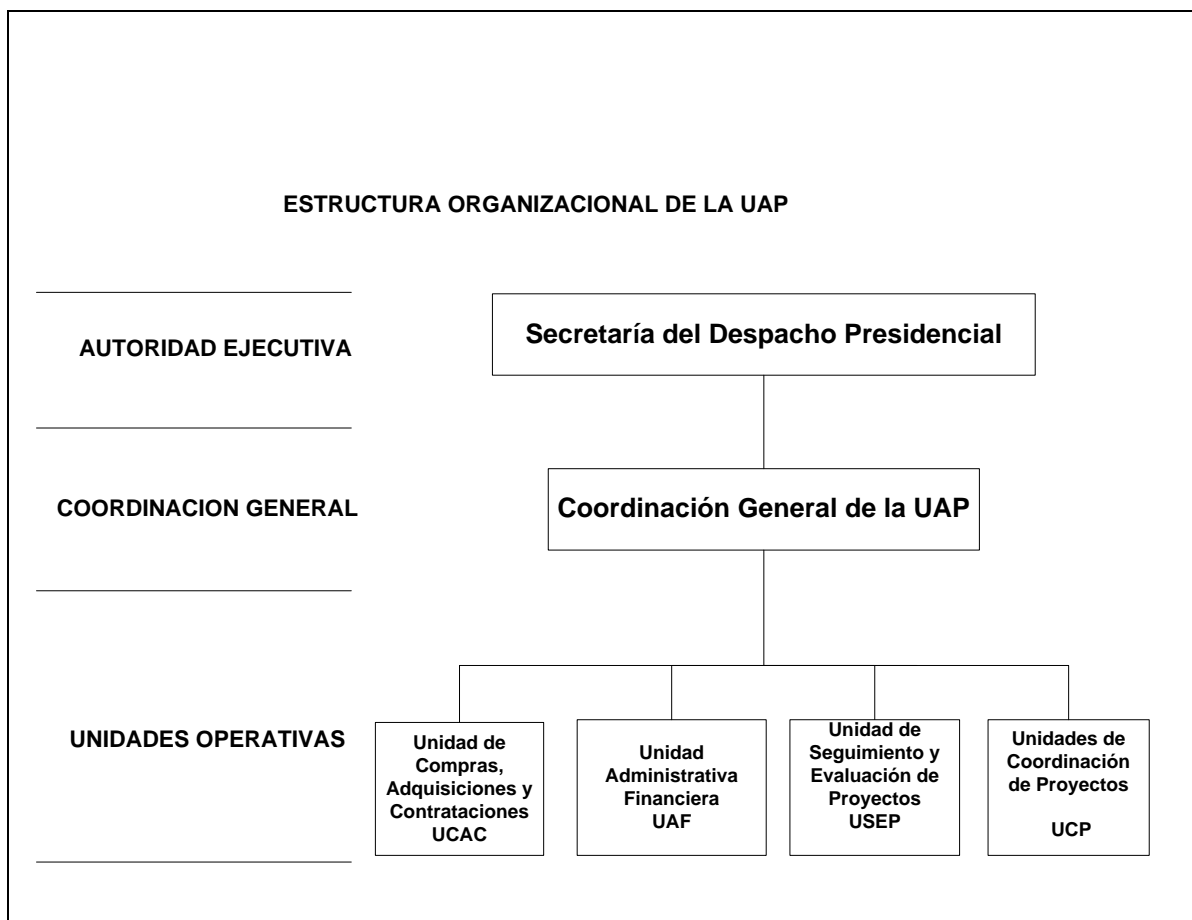 ESTRUCTURA ORGANIZACIONAL DE LA UAP
AUTORIDAD EJECUTIVA
Secretaría del Despacho Presidencial
COORDINACION GENERAL
Coordinación General de la UAP
UNIDADES OPERATIVAS
Unidad de
Compras,
Adquisiciones y
Contrataciones
UCAC
Unidad
Administrativa
Financiera
UAF
Unidad de
Seguimiento y
Evaluación de
Proyectos
USEP
Unidades de
Coordinación
de Proyectos
UCP